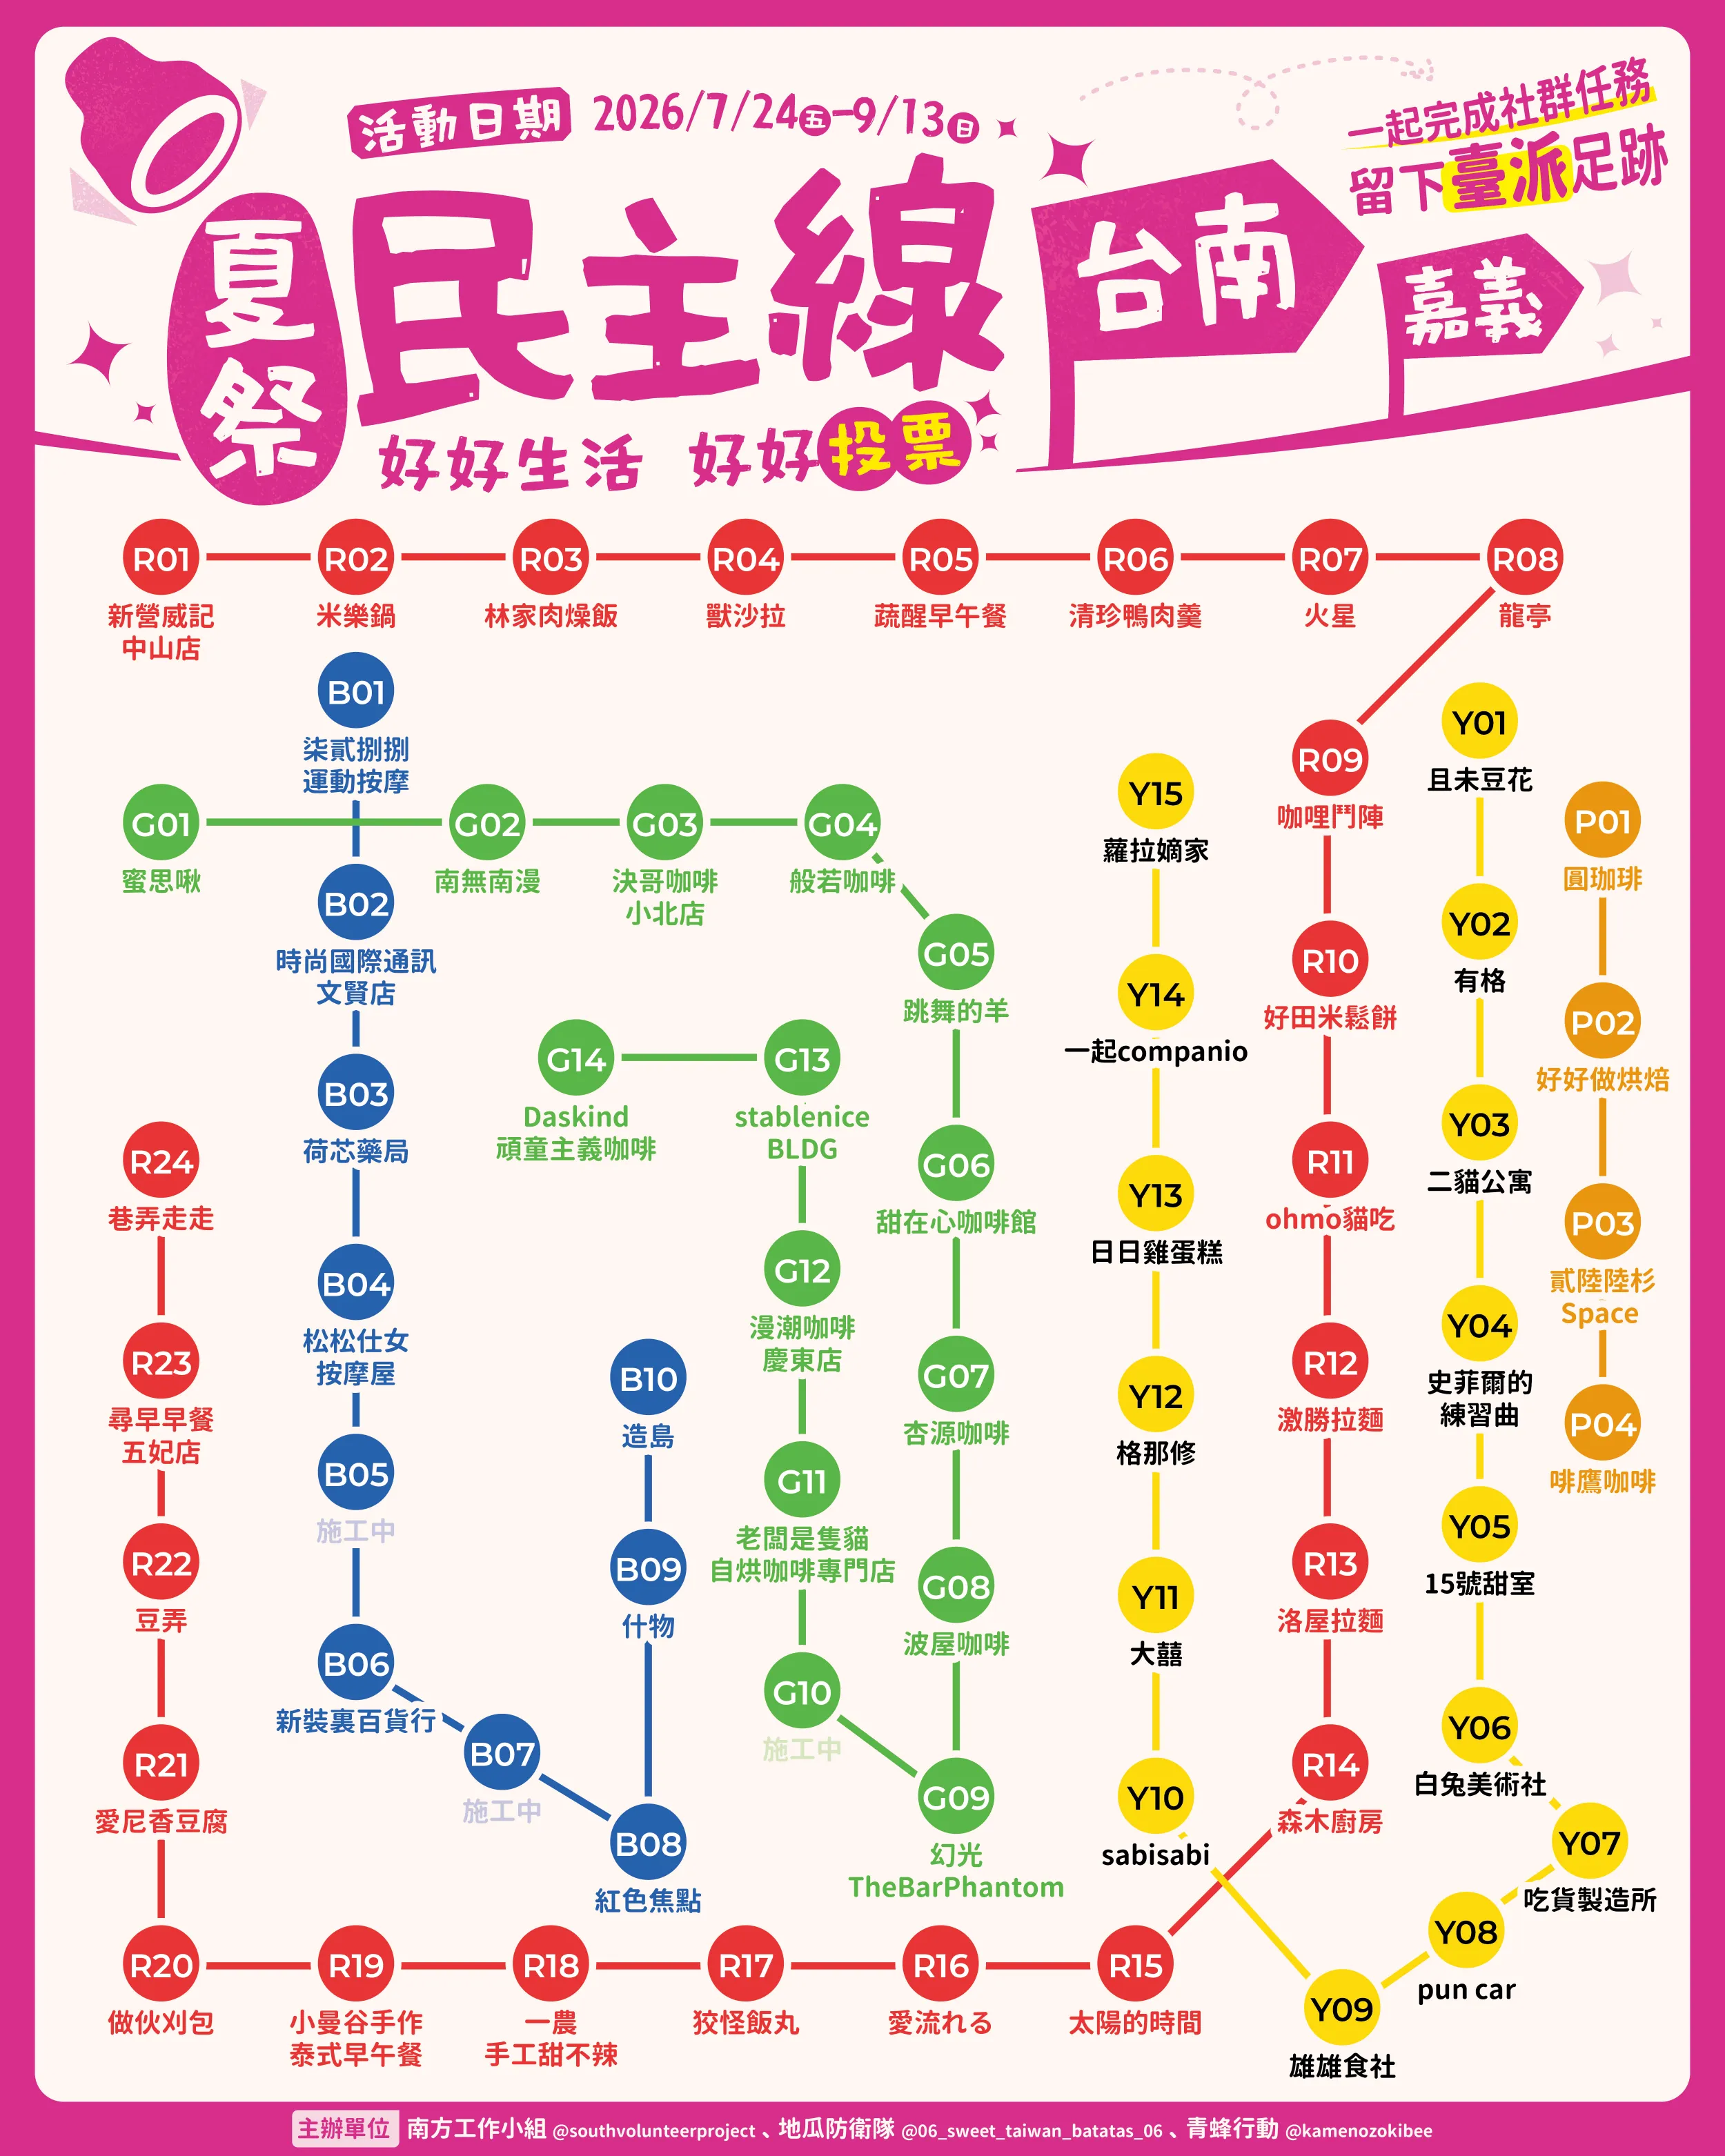 活動日期 2026/7/24五-9/13日
一起完成社群任務
留下臺派足跡
夏祭
民主線
台南
嘉義
好好生活 好好投票
R01
新營威記
中山店
R02
米樂鍋
R03
林家肉燥飯
R04
獸沙拉
R05
蔬醒早午餐
R06
清珍鴨肉羹
R07
火星
R08
龍亭
B01
柒貳捌捌
運動按摩
Y01
且未豆花
R09
咖哩鬥陣
Y15
蘿拉嫡家
P01
圓珈琲
G01
蜜思啾
G02
南無南漫
G03
決哥咖啡
小北店
G04
般若咖啡
B02
時尚國際通訊
文賢店
G05
跳舞的羊
Y14
一起companio
R10
好田米鬆餅
Y02
有格
P02
好好做烘焙
G14
Daskind
頑童主義咖啡
G13
stablenice
BLDG
B03
荷芯藥局
R24
巷弄走走
G06
甜在心咖啡館
Y13
日日雞蛋糕
R11
ohmo貓吃
Y03
二貓公寓
P03
貳陸陸杉
Space
B04
松松仕女
按摩屋
G12
漫潮咖啡
慶東店
R23
尋早早餐
五妃店
B10
造島
G07
杏源咖啡
Y12
格那修
R12
激勝拉麵
Y04
史菲爾的
練習曲
P04
啡鷹咖啡
B05
施工中
G11
老闆是隻貓
自烘咖啡專門店
R22
豆弄
B09
什物
G08
波屋咖啡
Y11
大囍
R13
洛屋拉麵
Y05
15號甜室
B06
新裝裏百貨行
G10
施工中
R21
愛尼香豆腐
B07
施工中
B08
紅色焦點
G09
幻光
TheBarPhantom
Y10
sabisabi
R14
森木廚房
Y06
白兔美術社
Y07
吃貨製造所
Y08
pun car
Y09
雄雄食社
R20
做伙刈包
R19
小曼谷手作
泰式早午餐
R18
一農
手工甜不辣
R17
狡怪飯丸
R16
愛流れる
R15
太陽的時間
主辦單位 南方工作小組 @southvolunteerproject、地瓜防衛隊 @06_sweet_taiwan_batatas_06、青蜂行動 @kamenozokibee